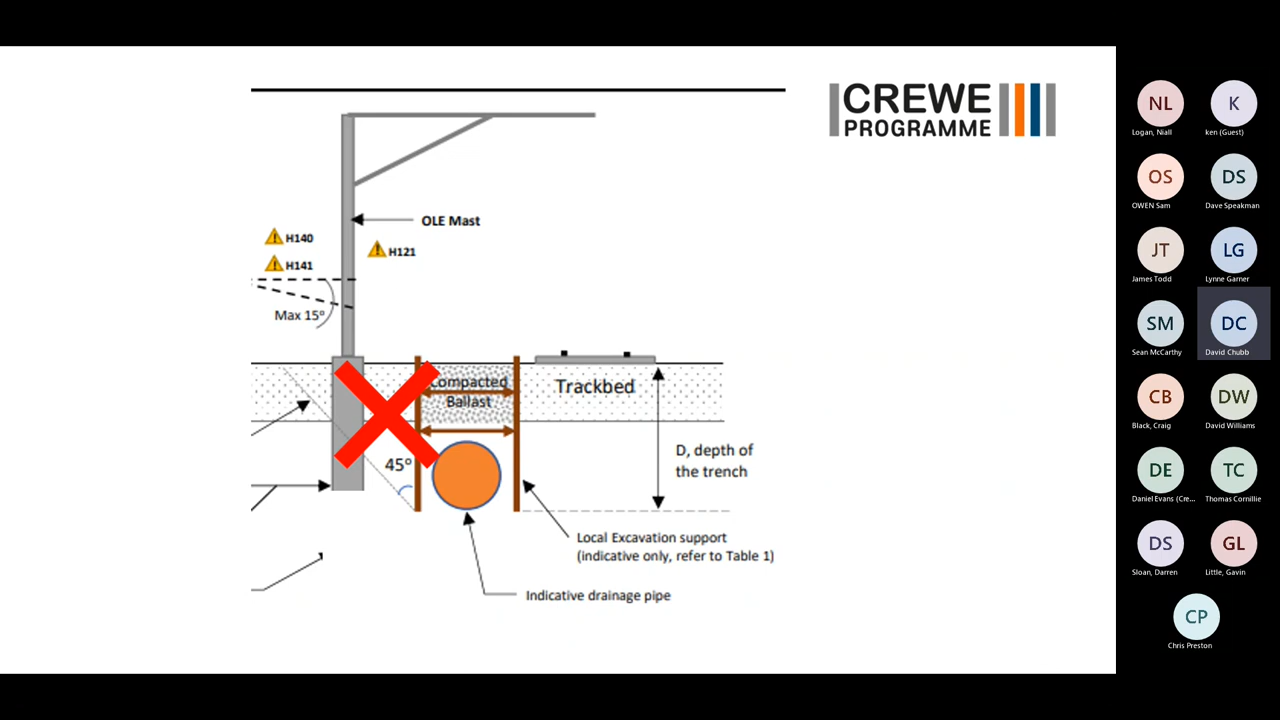 CREWE
PROGRAMME
OLE Mast
H140
H121
H141
Max 15°
Compacted
Ballast
Trackbed
45°
D, depth of
the trench
Local Excavation support
(indicative only, refer to Table 1)
Indicative drainage pipe
NL
Logan, Niall
K
ken (Guest)
OS
OWEN Sam
DS
Dave Speakman
JT
James Todd
LG
Lynne Garner
SM
Sean McCarthy
DC
David Chubb
CB
Black, Craig
DW
David Williams
DE
Daniel Evans (Cre...
TC
Thomas Cornillie
DS
Sloan, Darren
GL
Little, Gavin
CP
Chris Preston